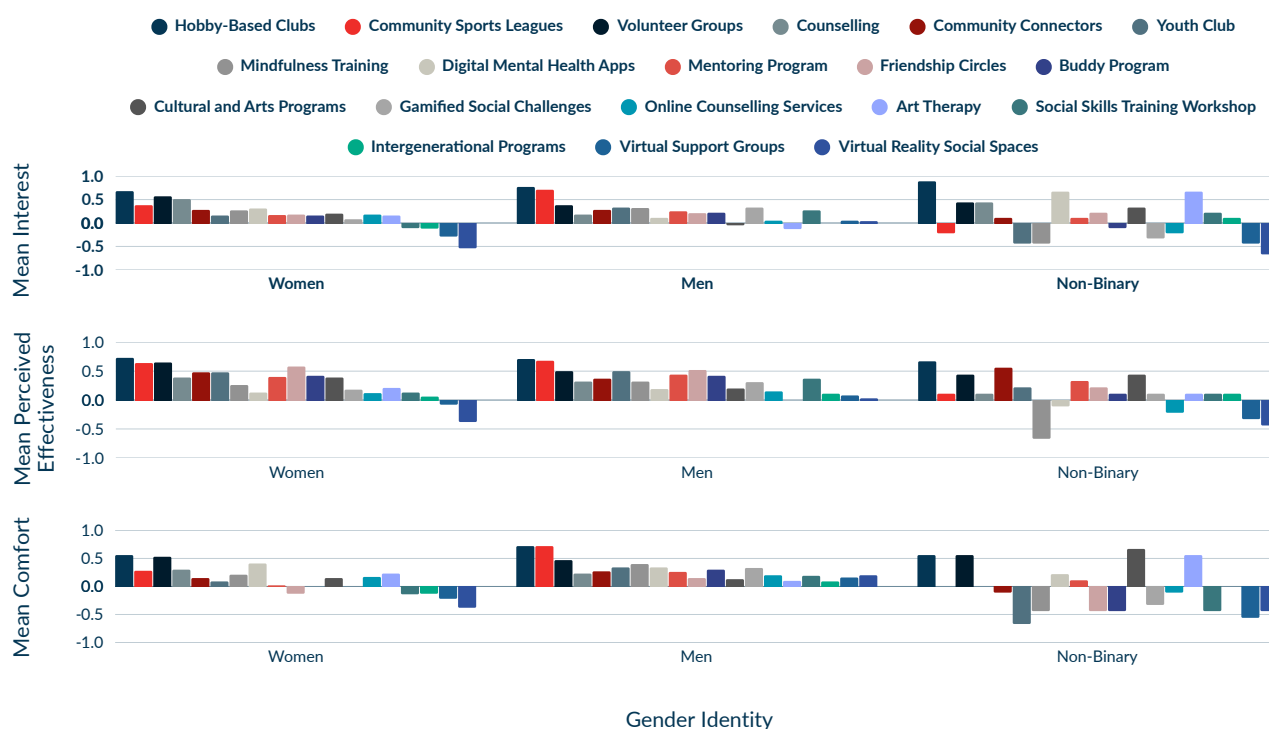 Hobby-Based Clubs Community Sports Leagues Volunteer Groups Counselling Community Connectors Youth Club
Mindfulness Training Digital Mental Health Apps Mentoring Program Friendship Circles Buddy Program
Cultural and Arts Programs Gamified Social Challenges Online Counselling Services Art Therapy Social Skills Training Workshop
Intergenerational Programs Virtual Support Groups Virtual Reality Social Spaces
Mean Interest
1.0
0.5
0.0
-0.5
-1.0
Women Men Non-Binary
Mean Perceived
Effectiveness
1.0
0.5
0.0
-0.5
-1.0
Women Men Non-Binary
Mean Comfort
1.0
0.5
0.0
-0.5
-1.0
Women Men Non-Binary
Gender Identity